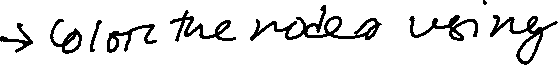 → Color the nodes using